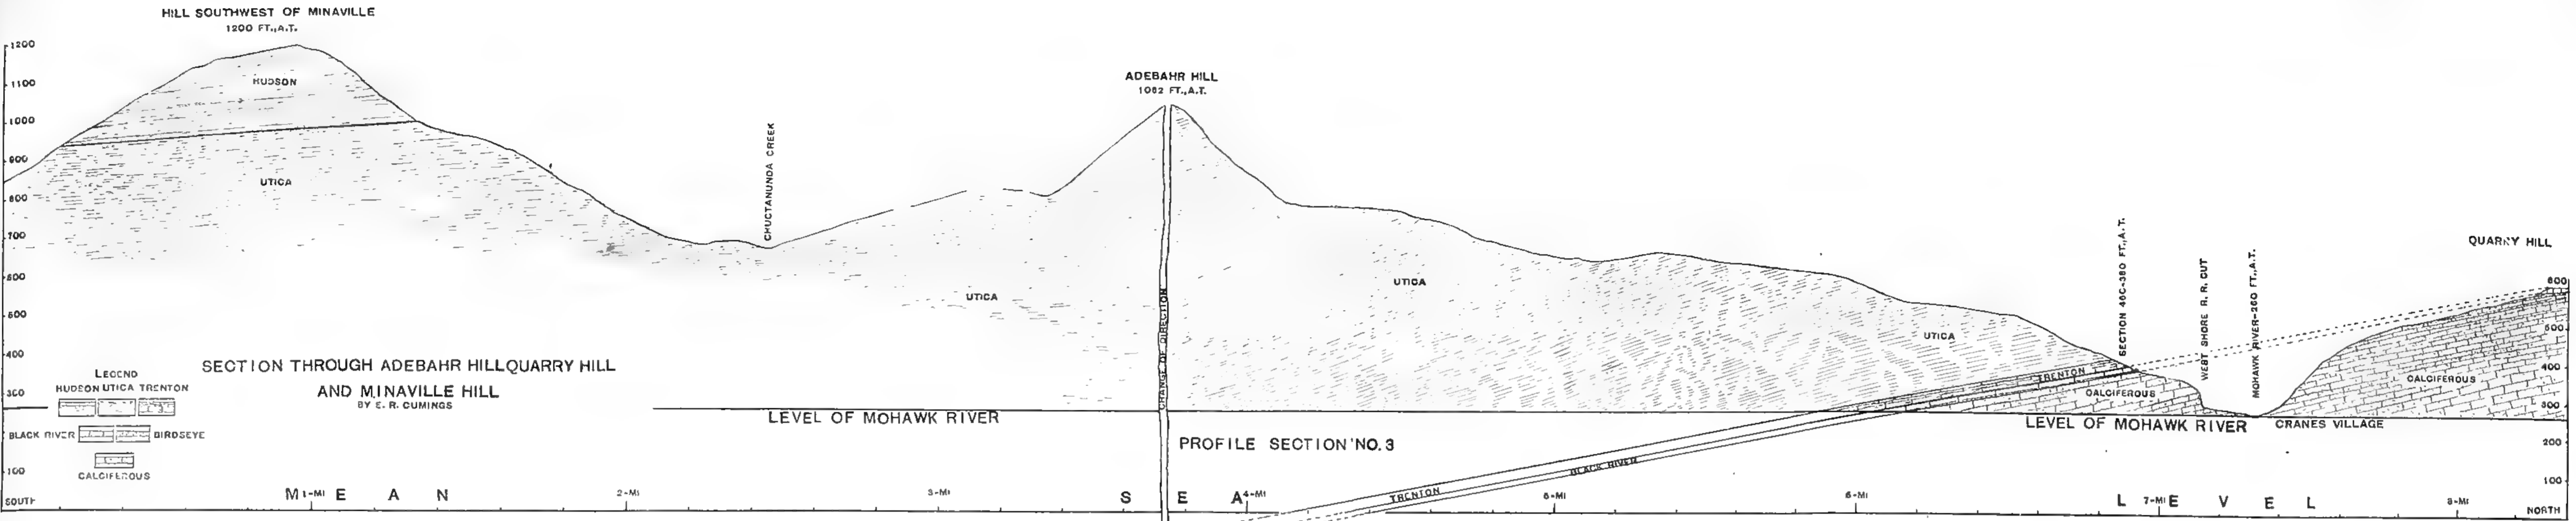 HILL SOUTHWEST OF MINAVILLE
1200 FT., A.T.
1200
1100
1000
900
800
700
600
500
400
300
100
HUDSON
UTICA
CHUCTANUNDA CREEK
UTICA
ADEBAHR HILL
1062 FT., A.T.
CHANGE OF DIRECTION
UTICA
UTICA
SECTION 46C-380 FT., A.T.
WEST SHORE R. R. CUT
MOHAWK RIVER-260 FT., A.T.
QUARRY HILL
600
500
400
300
200
100
TRENTON
CALCIFEROUS
CALCIFEROUS
SECTION THROUGH ADEBAHR HILL QUARRY HILL
AND MINAVILLE HILL
BY E. R. CUMINGS
LEGEND
HUDSON UTICA TRENTON
BLACK RIVER BIRDSEYE
CALCIFEROUS
LEVEL OF MOHAWK RIVER
LEVEL OF MOHAWK RIVER
CRANES VILLAGE
PROFILE SECTION NO. 3
BLACK RIVER
TRENTON
MEAN SEA LEVEL
1-MI 2-MI 3-MI 4-MI 5-MI 6-MI 7-MI 8-MI
SOUTH
NORTH